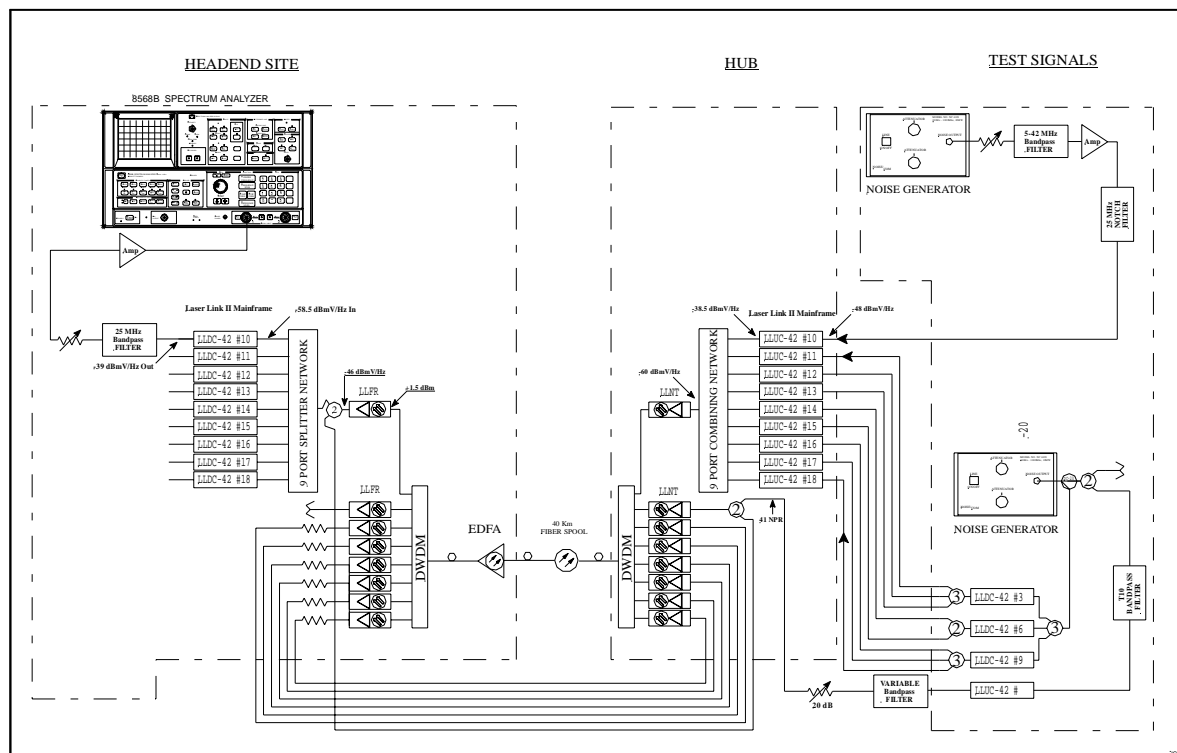 HEADEND SITE
HUB
TEST SIGNALS
8568B SPECTRUM ANALYZER
NOISE GENERATOR
5-42 MHz
Bandpass
FILTER
Amp
25 MHz
NOTCH
FILTER
Amp
Laser Link II Mainframe
-58.5 dBmV/Hz In
25 MHz
Bandpass
FILTER
-39 dBmV/Hz Out
LLDC-42 #10
LLDC-42 #11
LLDC-42 #12
LLDC-42 #13
LLDC-42 #14
LLDC-42 #15
LLDC-42 #16
LLDC-42 #17
LLDC-42 #18
9 PORT SPLITTER NETWORK
-46 dBmV/Hz
2
LLFR
+1.5 dBm
LLFR
DWDM
EDFA
40 Km
FIBER SPOOL
DWDM
LLNT
LLNT
-60 dBmV/Hz
9 PORT COMBINING NETWORK
-38.5 dBmV/Hz
Laser Link II Mainframe
-48 dBmV/Hz
LLUC-42 #10
LLUC-42 #11
LLUC-42 #12
LLUC-42 #13
LLUC-42 #14
LLUC-42 #15
LLUC-42 #16
LLUC-42 #17
LLUC-42 #18
2
41 NPR
-20
NOISE GENERATOR
2
3
LLDC-42 #3
2
LLDC-42 #6
3
3
LLDC-42 #9
T10
BANDPASS
FILTER
20 dB
VARIABLE
Bandpass
FILTER
LLUC-42 #